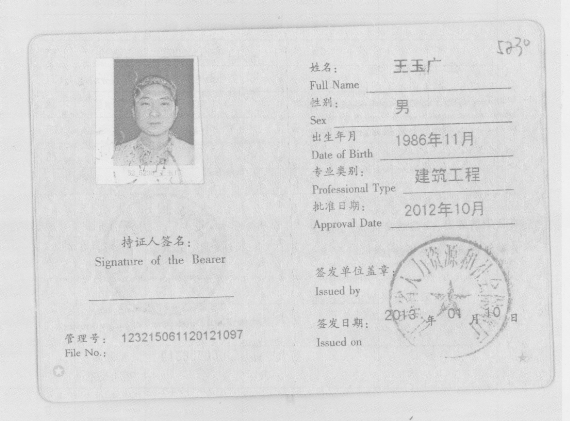 5230
姓名： 王玉广
Full Name
性别： 男
Sex
出生年月 1986年11月
Date of Birth
专业类别： 建筑工程
Professional Type
批准日期： 2012年10月
Approval Date
持证人签名：
Signature of the Bearer
签发单位盖章
Issued by
签发日期： 2013 年 01 月 10 日
Issued on
管理号： 123215061120121097
File No.：
省人力资源和社会保障厅